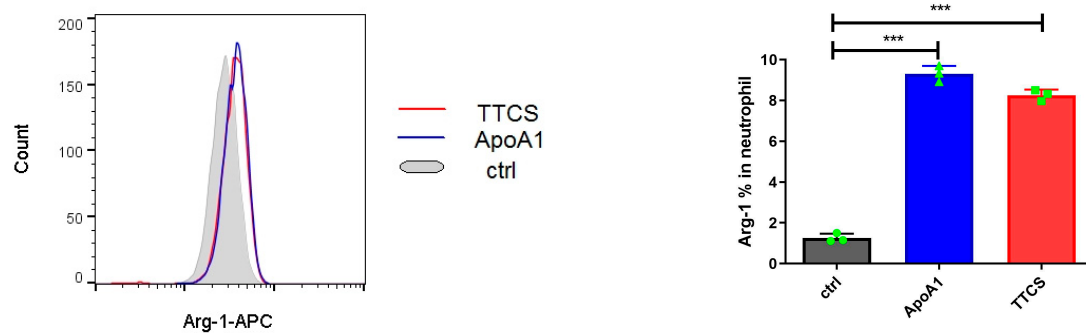 200
150
100
50
0
Count
Arg-1-APC
TTCS
ApoA1
ctrl
***
***
10
8
6
4
2
0
Arg-1 % in neutrophil
ctrl
ApoA1
TTCS